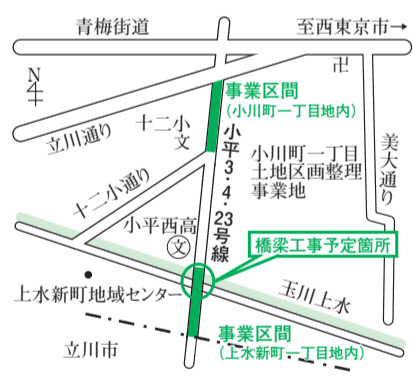 青梅街道
至西東京市→
N
卍
事業区間
(小川町一丁目地内)
立川通り
十二小
文
小平3・4・23号線
小川町一丁目
土地区画整理
事業地
美大通り
十二小通り
小平西高
文
橋梁工事予定箇所
上水新町地域センター
玉川上水
事業区間
(上水新町一丁目地内)
立川市